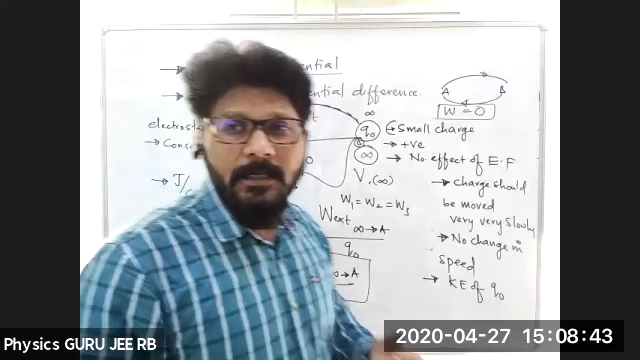 ential
ential difference
∞
A B
W = 0
electrost
→ Conse
q₀ → Small charge
→ +ve
→ No effect of E.F
∞
V (∞)
→ J/
→ charge should
be moved
very very slowly
→ No change in
speed
→ KE of q₀
W₁ = W₂ = W₃
Wext
∞→A
q₀
∞→A
Physics GURU JEE RB
2020-04-27 15:08:43